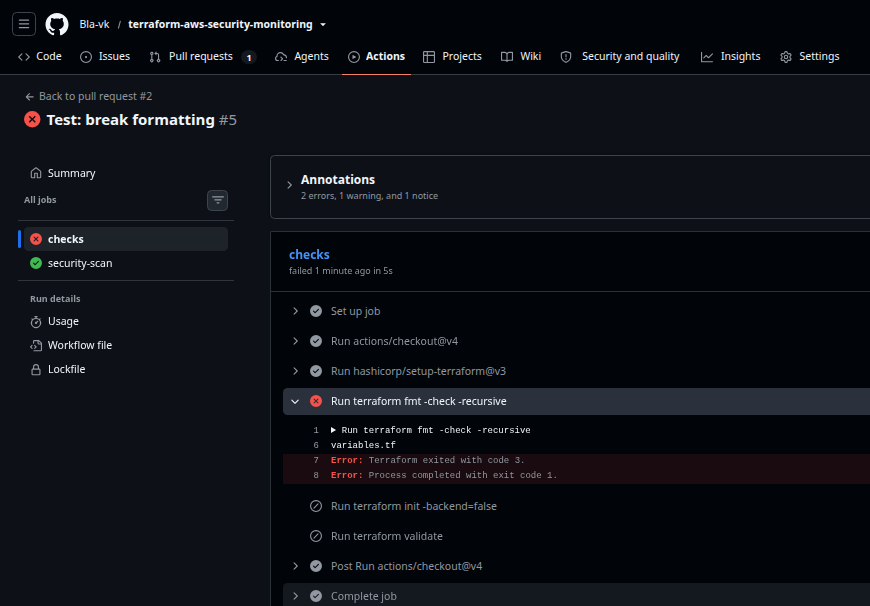 Bla-vk / terraform-aws-security-monitoring
Code Issues Pull requests 1 Agents Actions Projects Wiki Security and quality Insights Settings
Back to pull request #2
Test: break formatting #5
Summary
All jobs
checks
security-scan
Run details
Usage
Workflow file
Lockfile
Annotations
2 errors, 1 warning, and 1 notice
checks
failed 1 minute ago in 5s
Set up job
Run actions/checkout@v4
Run hashicorp/setup-terraform@v3
Run terraform fmt -check -recursive
1 Run terraform fmt -check -recursive
6 variables.tf
7 Error: Terraform exited with code 3.
8 Error: Process completed with exit code 1.
Run terraform init -backend=false
Run terraform validate
Post Run actions/checkout@v4
Complete job